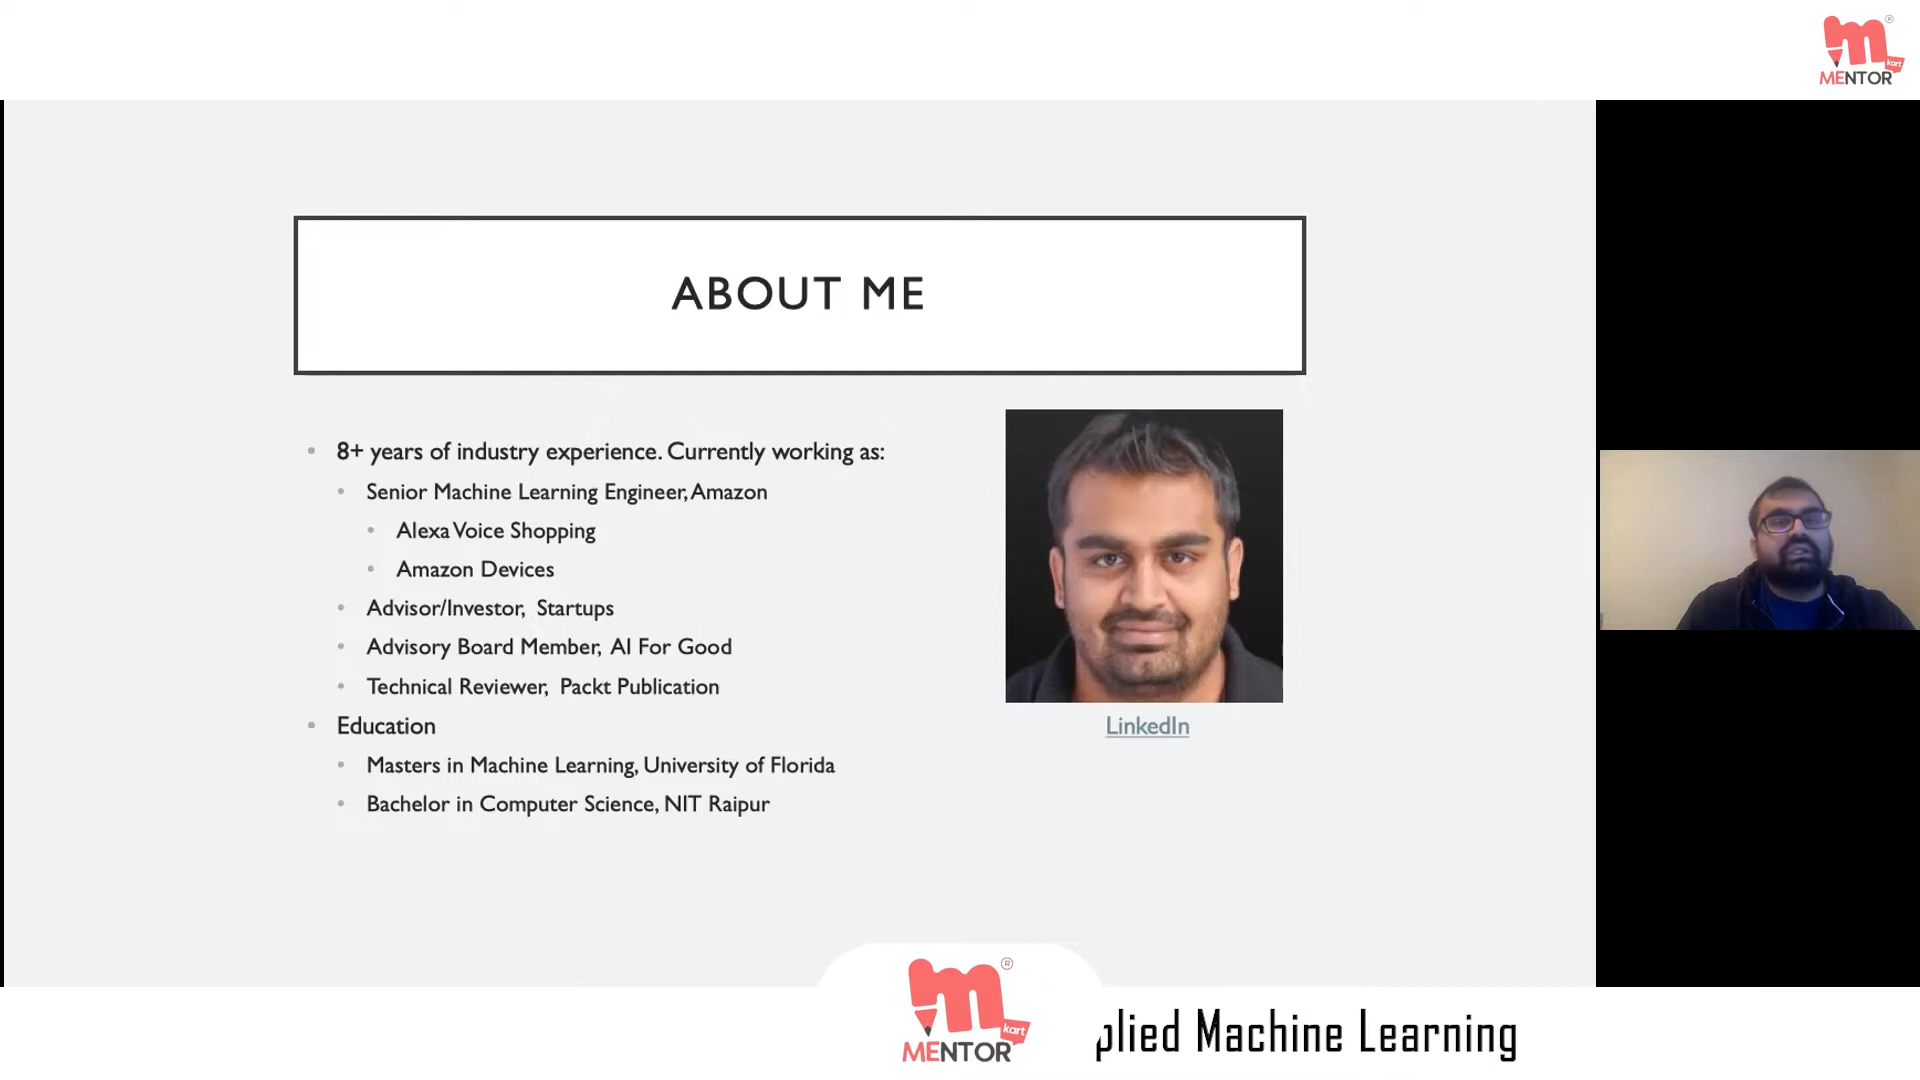 m®
kart
MENTOR
ABOUT ME
• 8+ years of industry experience. Currently working as:
• Senior Machine Learning Engineer, Amazon
• Alexa Voice Shopping
• Amazon Devices
• Advisor/Investor, Startups
• Advisory Board Member, AI For Good
• Technical Reviewer, Packt Publication
• Education
• Masters in Machine Learning, University of Florida
• Bachelor in Computer Science, NIT Raipur
LinkedIn
m®
kart
MENTOR
plied Machine Learning